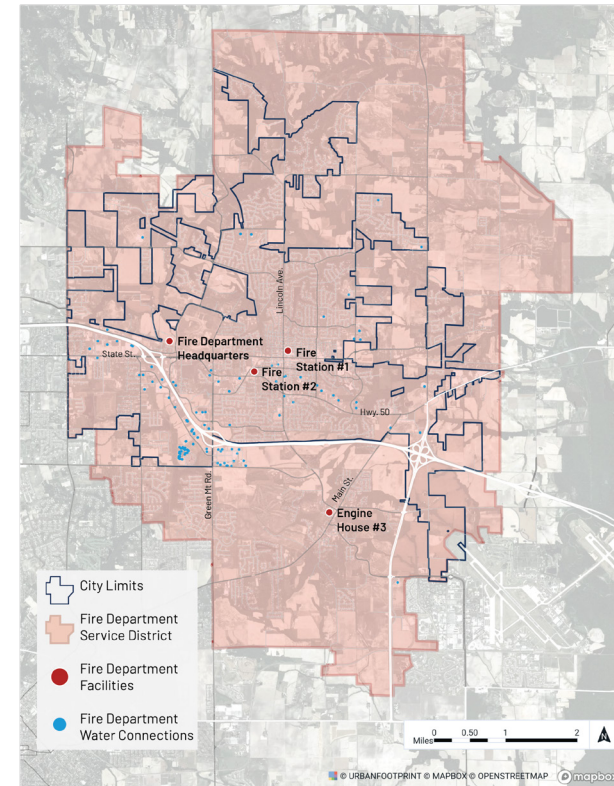 Lincoln Ave.
Fire Department
Headquarters
State St.
Fire
Station #1
Fire
Station #2
Hwy. 50
Green Mt Rd.
Main St.
Engine
House #3
City Limits
Fire Department
Service District
Fire Department
Facilities
Fire Department
Water Connections
0 0.50 1 2
Miles
© URBANFOOTPRINT © MAPBOX © OPENSTREETMAP
mapbox